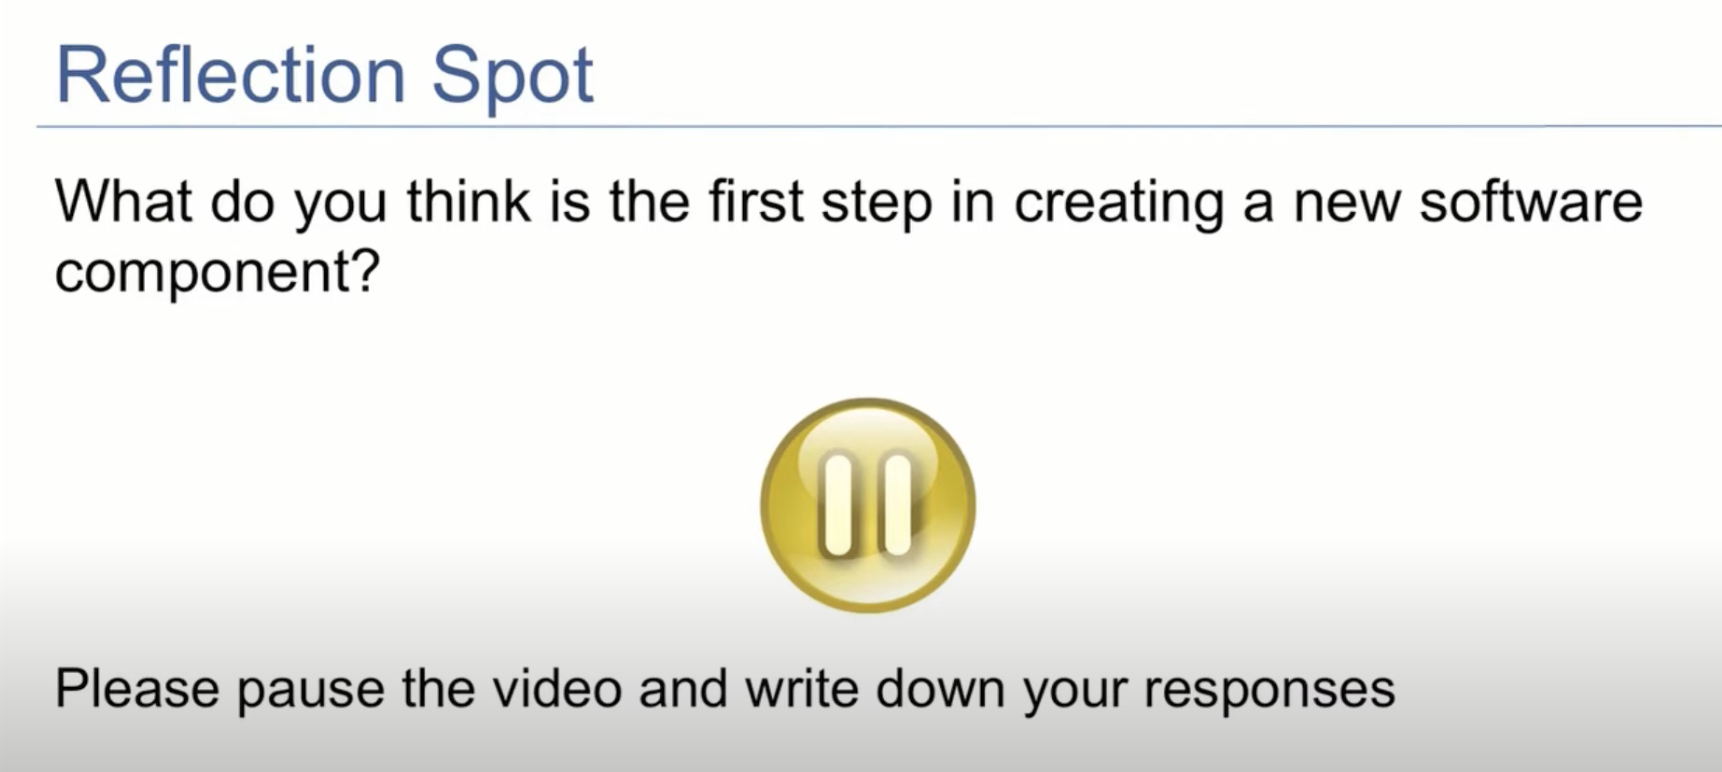 Reflection Spot
What do you think is the first step in creating a new software
component?
Please pause the video and write down your responses